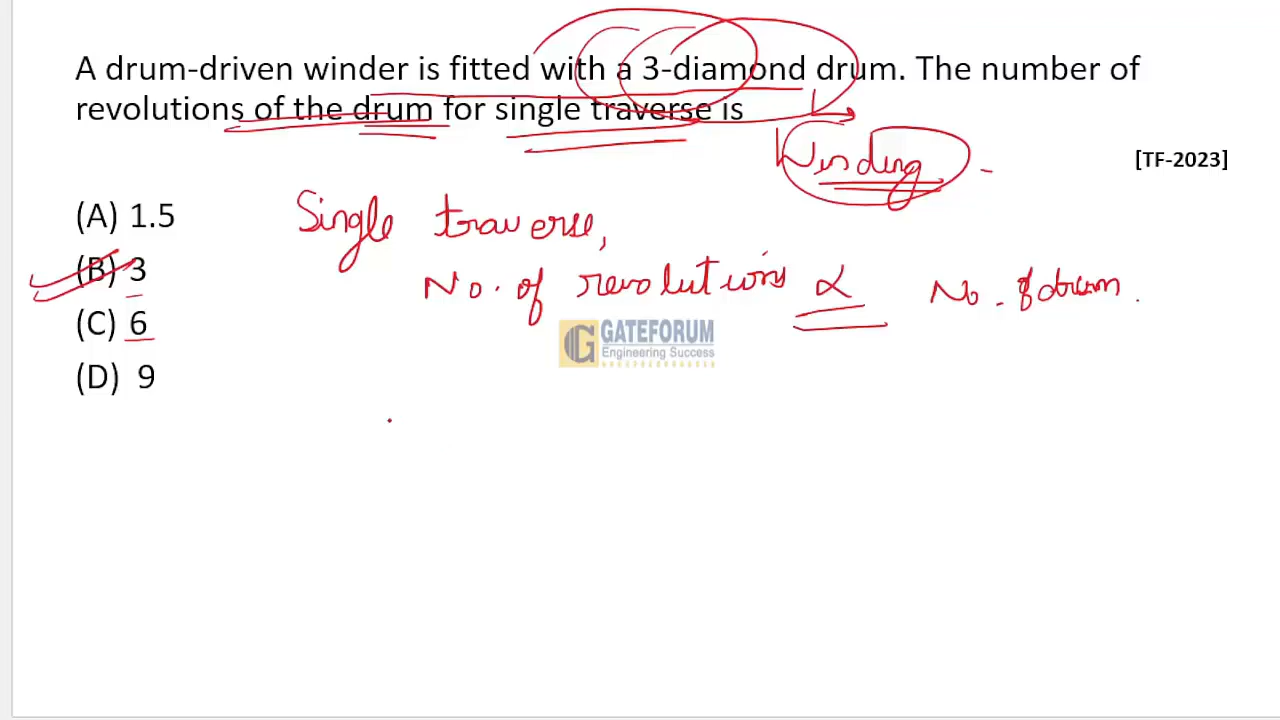 A drum-driven winder is fitted with a 3-diamond drum. The number of
revolutions of the drum for single traverse is
Winding
[TF-2023]
(A) 1.5
Single traverse,
(B) 3
No. of revolutions ∝ No. of drum.
(C) 6
GATEFORUM
Engineering Success
(D) 9